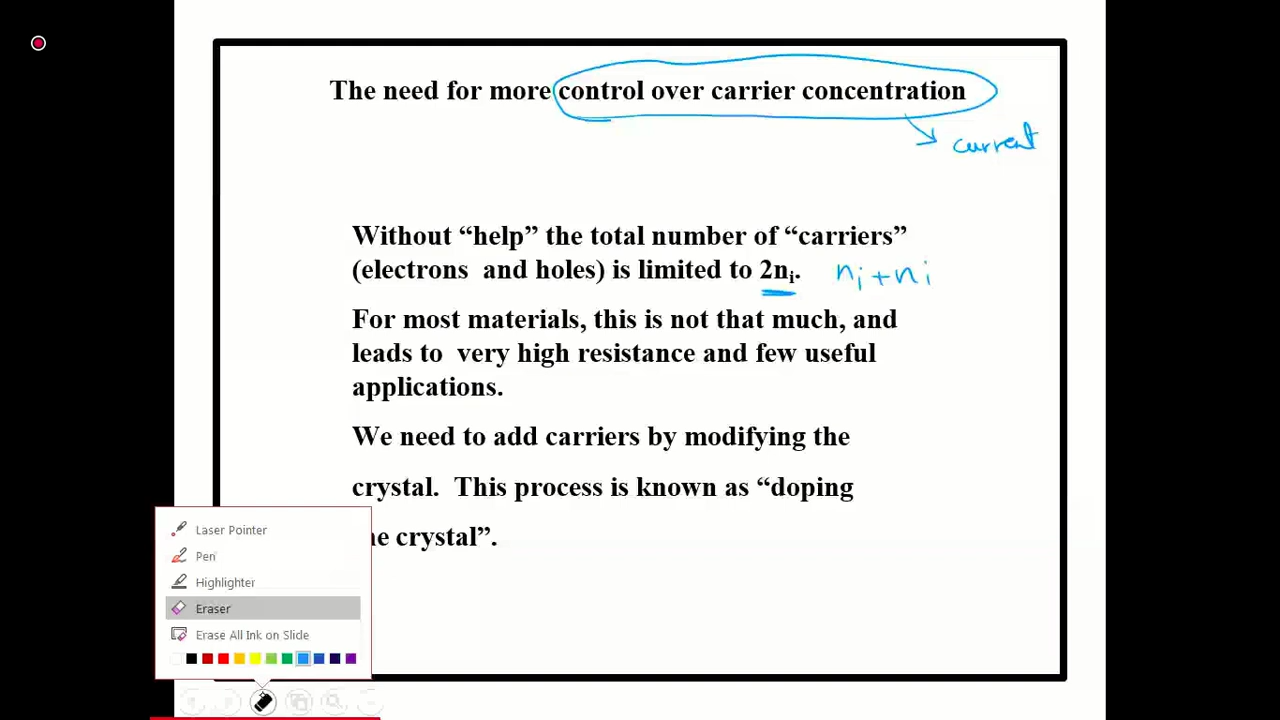 The need for more control over carrier concentration
current
Without “help” the total number of “carriers”
(electrons and holes) is limited to 2nᵢ. nᵢ+nᵢ
For most materials, this is not that much, and
leads to very high resistance and few useful
applications.
We need to add carriers by modifying the
crystal. This process is known as “doping
he crystal”.
Laser Pointer
Pen
Highlighter
Eraser
Erase All Ink on Slide